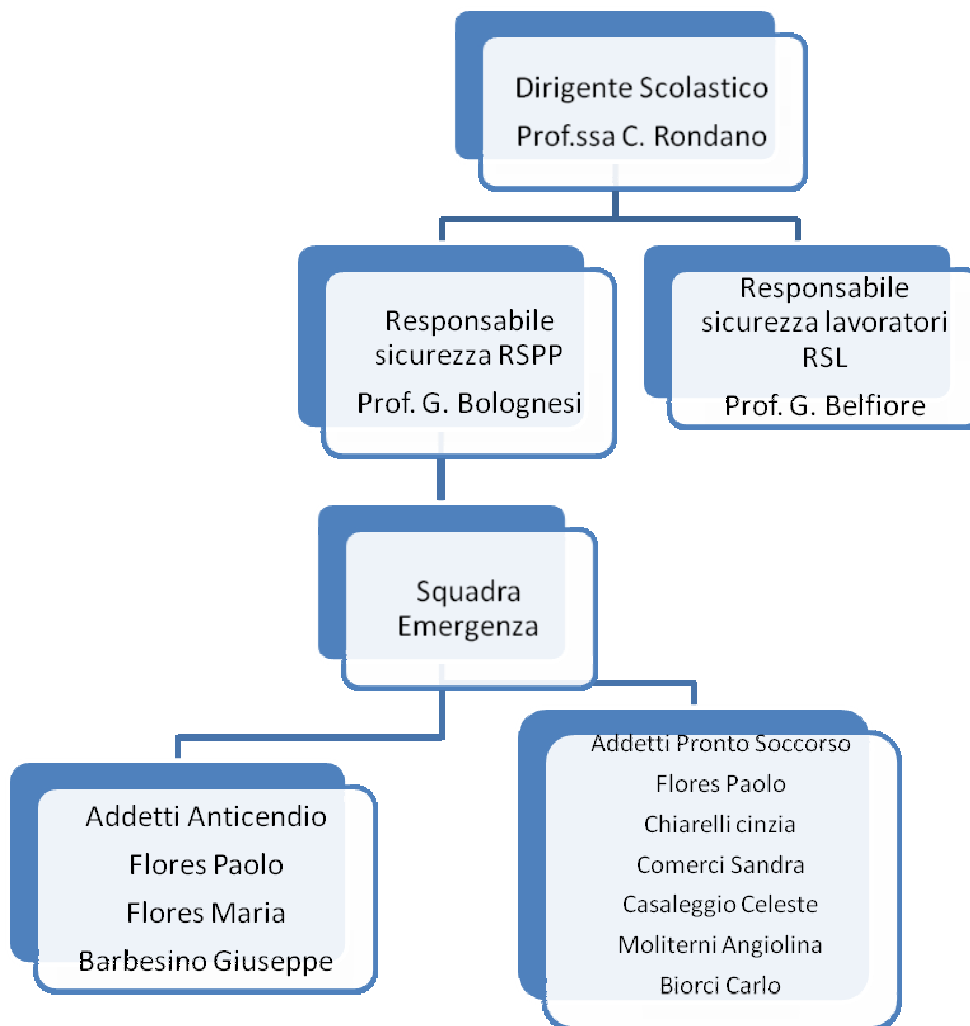 Dirigente Scolastico
Prof.ssa C. Rondano
Responsabile
sicurezza RSPP
Prof. G. Bolognesi
Responsabile
sicurezza lavoratori
RSL
Prof. G. Belfiore
Squadra
Emergenza
Addetti Anticendio
Flores Paolo
Flores Maria
Barbesino Giuseppe
Addetti Pronto Soccorso
Flores Paolo
Chiarelli cinzia
Comerci Sandra
Casaleggio Celeste
Moliterni Angiolina
Biorci Carlo